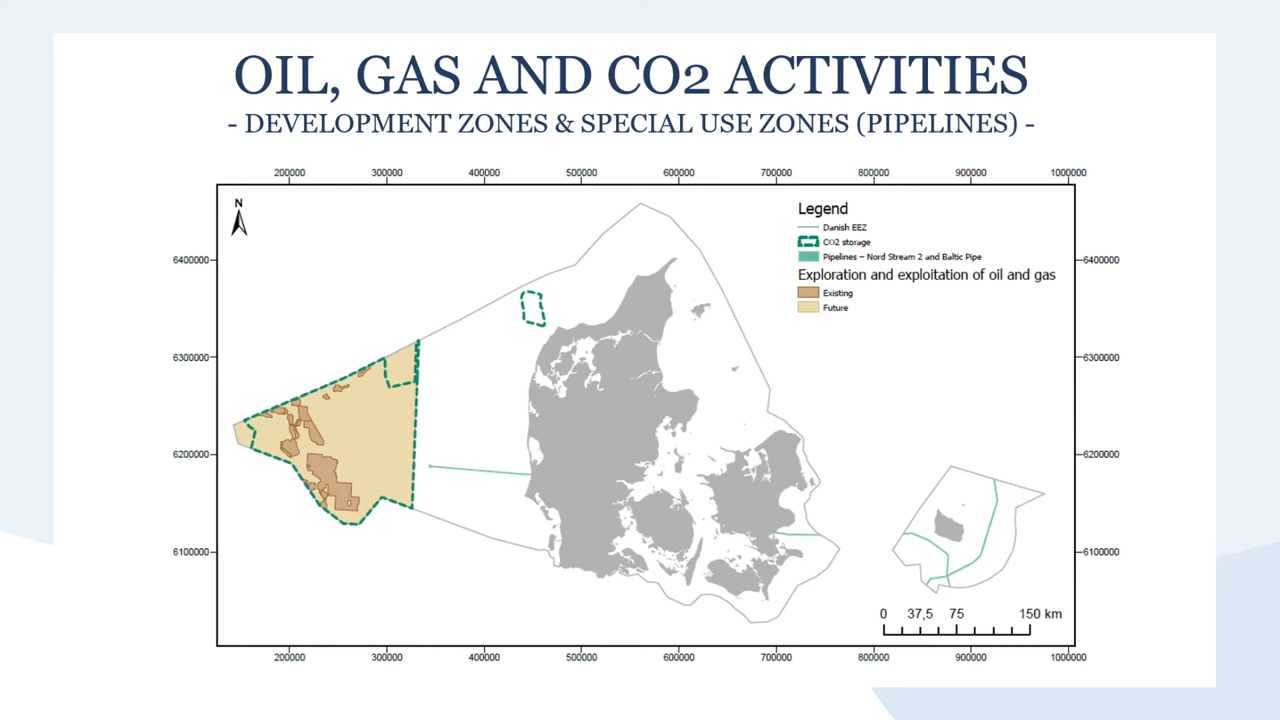 OIL, GAS AND CO2 ACTIVITIES
- DEVELOPMENT ZONES & SPECIAL USE ZONES (PIPELINES) -
200000 300000 400000 500000 600000 700000 800000 900000 1000000
N
Legend
Danish EEZ
CO2 storage
Pipelines – Nord Stream 2 and Baltic Pipe
Exploration and exploitation of oil and gas
Existing
Future
6400000 6400000
6300000 6300000
6200000 6200000
6100000 6100000
0 37,5 75 150 km
200000 300000 400000 500000 600000 700000 800000 900000 1000000